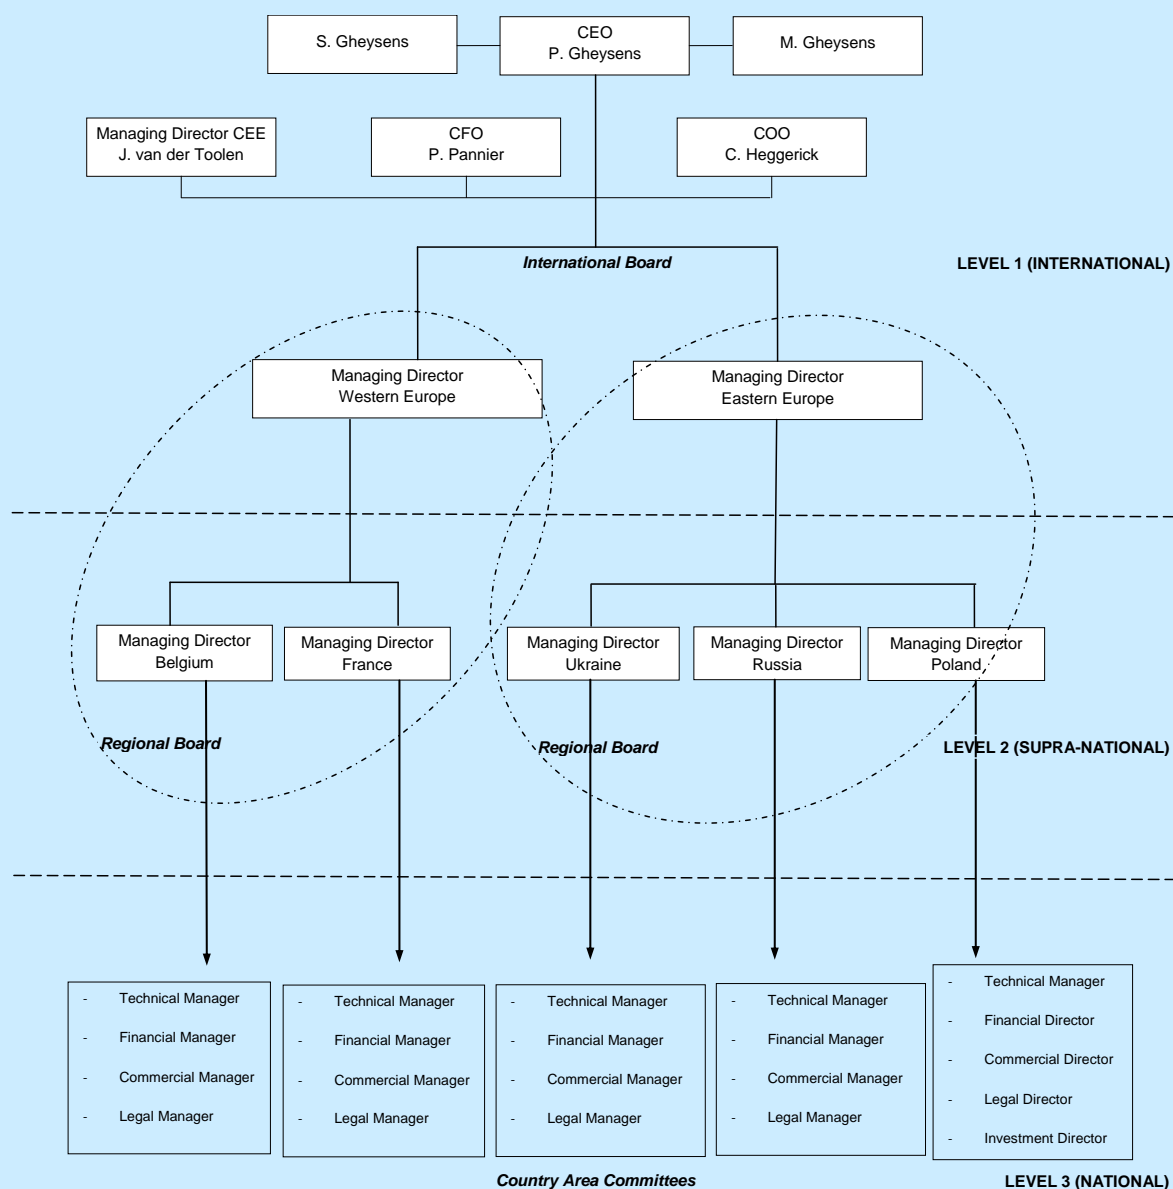 S. Gheysens
CEO
P. Gheysens
M. Gheysens
Managing Director CEE
J. van der Toolen
CFO
P. Pannier
COO
C. Heggerick
International Board
LEVEL 1 (INTERNATIONAL)
Managing Director
Western Europe
Managing Director
Eastern Europe
Managing Director
Belgium
Managing Director
France
Managing Director
Ukraine
Managing Director
Russia
Managing Director
Poland
Regional Board
Regional Board
LEVEL 2 (SUPRA-NATIONAL)
- Technical Manager
- Financial Manager
- Commercial Manager
- Legal Manager
- Technical Manager
- Financial Manager
- Commercial Manager
- Legal Manager
- Technical Manager
- Financial Manager
- Commercial Manager
- Legal Manager
- Technical Manager
- Financial Manager
- Commercial Manager
- Legal Manager
- Technical Manager
- Financial Director
- Commercial Director
- Legal Director
- Investment Director
Country Area Committees
LEVEL 3 (NATIONAL)